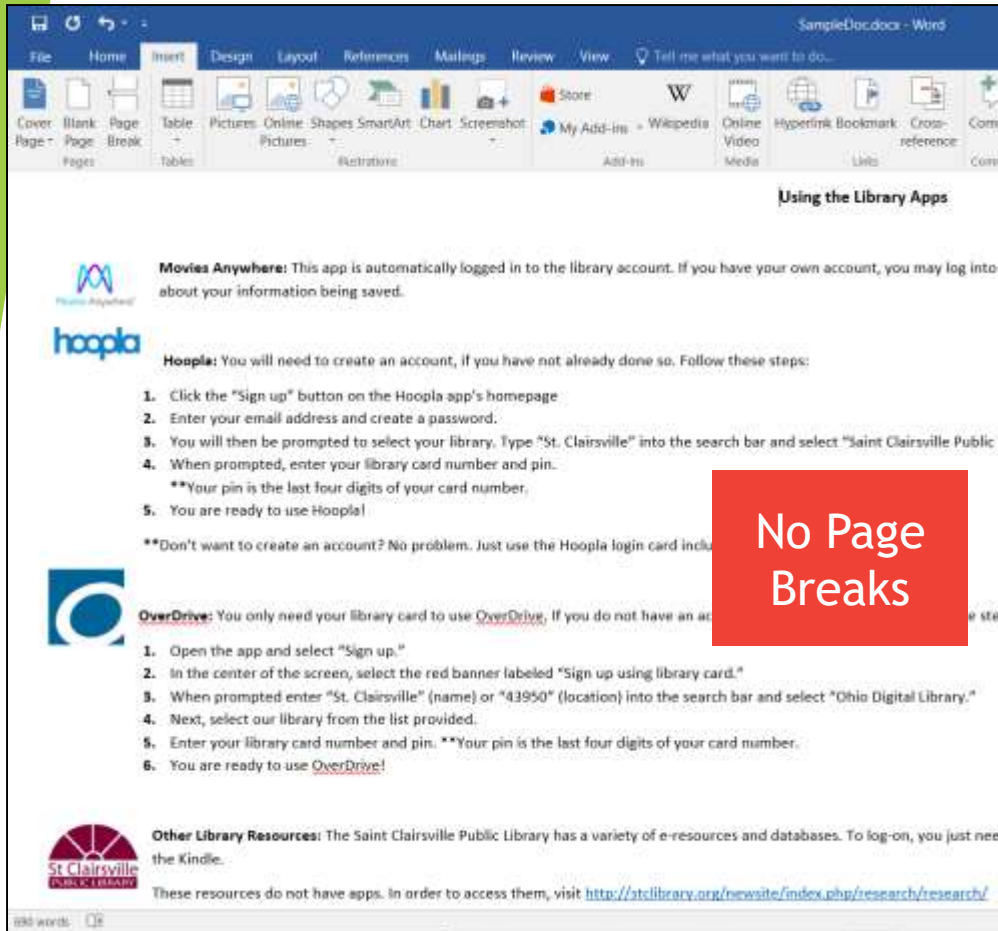 SampleDoc.docx - Word
File Home Insert Design Layout References Mailings Review View Tell me what you want to do...
Cover Page Blank Page Page Break Table Pictures Online Pictures Shapes SmartArt Chart Screenshot Store My Add-ins Wikipedia Online Video Hyperlink Bookmark Cross-reference Com
Pages Tables Illustrations Add-ins Media Links Com
Using the Library Apps
Movies Anywhere: This app is automatically logged in to the library account. If you have your own account, you may log into
about your information being saved.
Movies Anywhere
hoopla
Hoopla: You will need to create an account, if you have not already done so. Follow these steps:
1. Click the "Sign up" button on the Hoopla app's homepage
2. Enter your email address and create a password.
3. You will then be prompted to select your library. Type "St. Clairsville" into the search bar and select "Saint Clairsville Public
4. When prompted, enter your library card number and pin.
**Your pin is the last four digits of your card number.
5. You are ready to use Hoopla!
**Don't want to create an account? No problem. Just use the Hoopla login card inclu
No Page
Breaks
OverDrive: You only need your library card to use OverDrive, If you do not have an ac e ste
1. Open the app and select "Sign up."
2. In the center of the screen, select the red banner labeled "Sign up using library card."
3. When prompted enter "St. Clairsville" (name) or "43950" (location) into the search bar and select "Ohio Digital Library."
4. Next, select our library from the list provided.
5. Enter your library card number and pin. **Your pin is the last four digits of your card number.
6. You are ready to use OverDrive!
St Clairsville
PUBLIC LIBRARY
Other Library Resources: The Saint Clairsville Public Library has a variety of e-resources and databases. To log-on, you just nee
the Kindle.
These resources do not have apps. In order to access them, visit http://stclibrary.org/newsite/index.php/research/research/
words